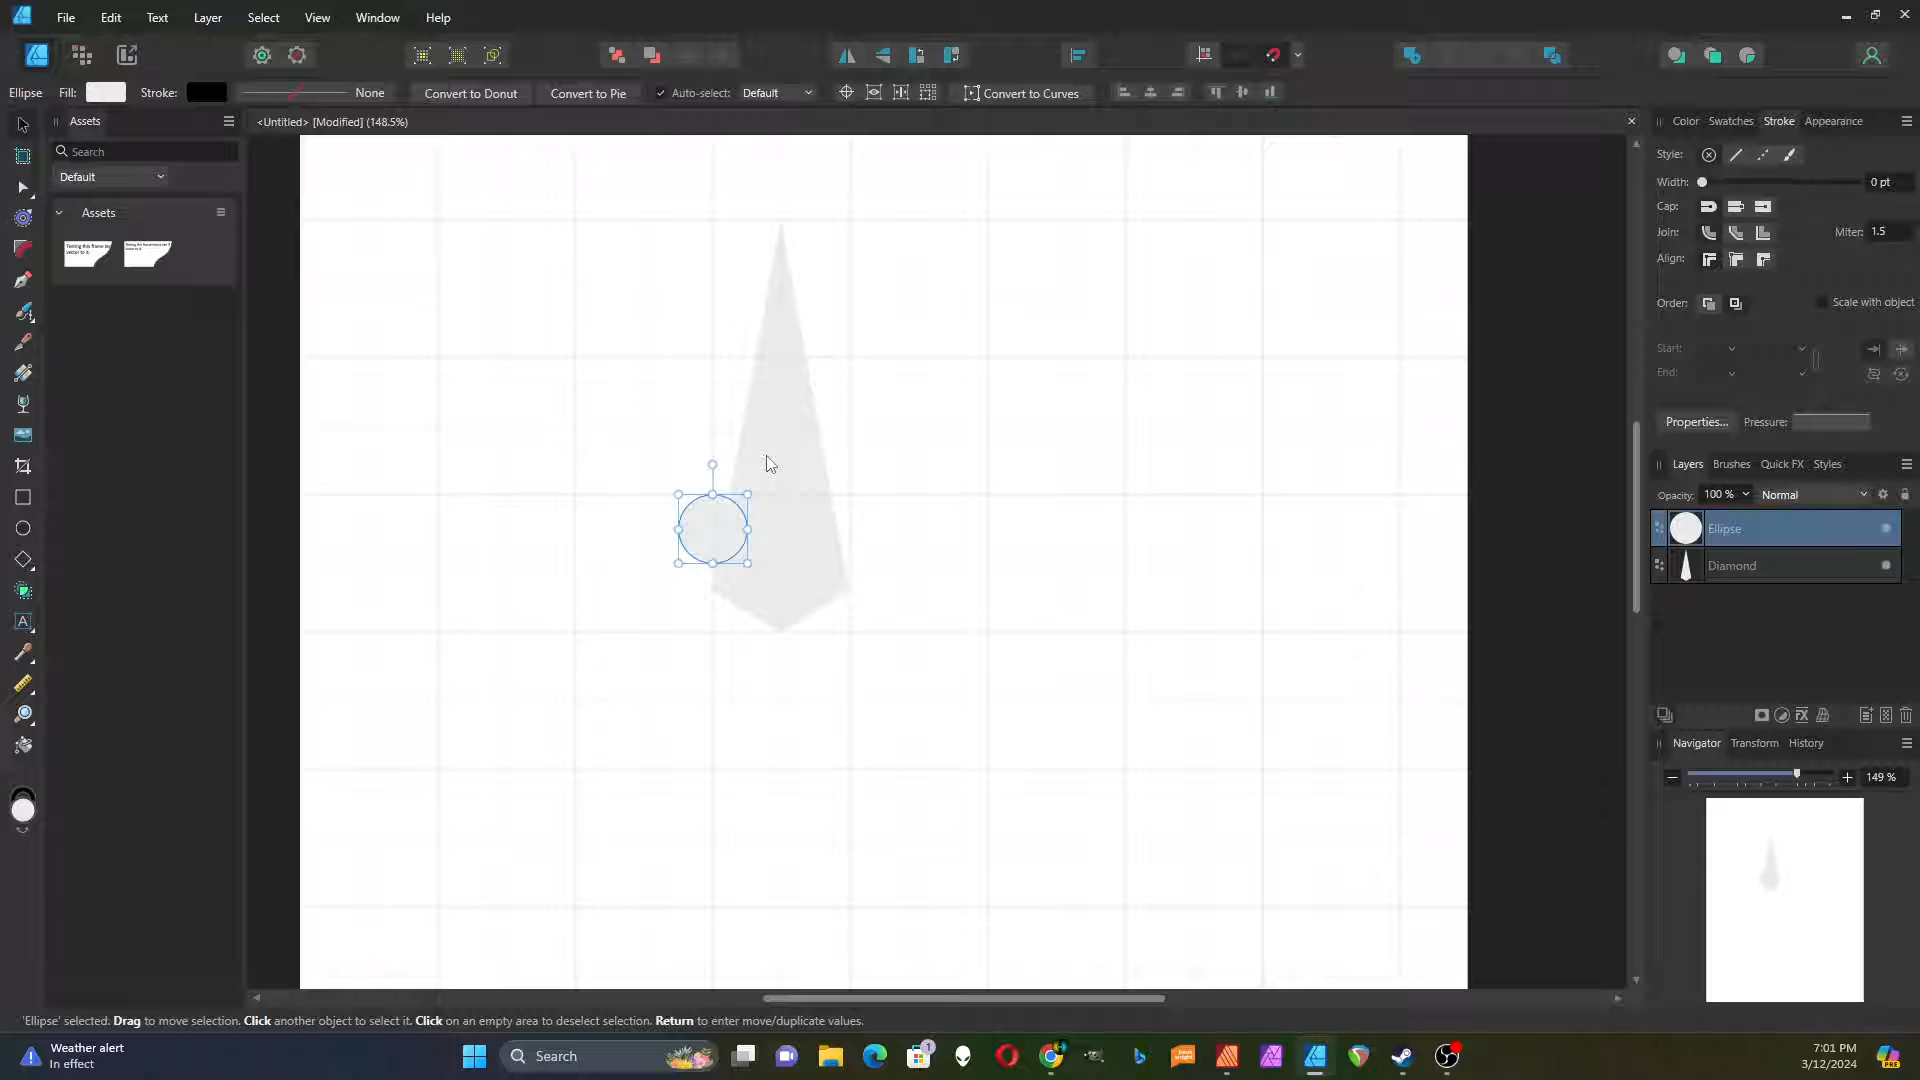 File Edit Text Layer Select View Window Help
Ellipse Fill: Stroke: None Convert to Donut Convert to Pie Auto-select: Default Convert to Curves
Assets
<Untitled> [Modified] (148.5%)
Search
Default
Assets
Color Swatches Stroke Appearance
Style:
Width: 0 pt
Cap:
Join: Miter: 1.5
Align:
Order: Scale with object
Start:
End:
Properties... Pressure:
Layers Brushes Quick FX Styles
Opacity: 100 % Normal
Ellipse
Diamond
Navigator Transform History
149 %
'Ellipse' selected. Drag to move selection. Click another object to select it. Click on an empty area to deselect selection. Return to enter move/duplicate values.
Weather alert
In effect
Search
1
7:01 PM
3/12/2024